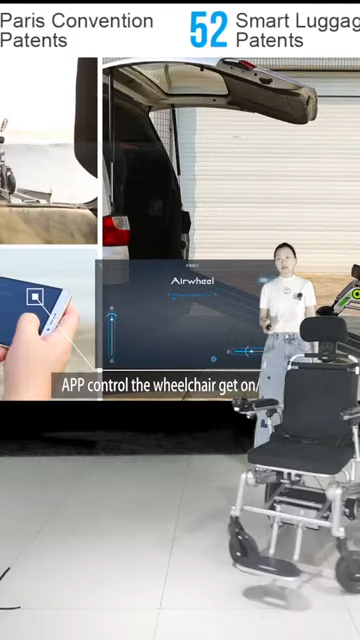 Paris Convention
Patents
52 Smart Luggag
Patents
Airwheel
APP control the wheelchair get on/